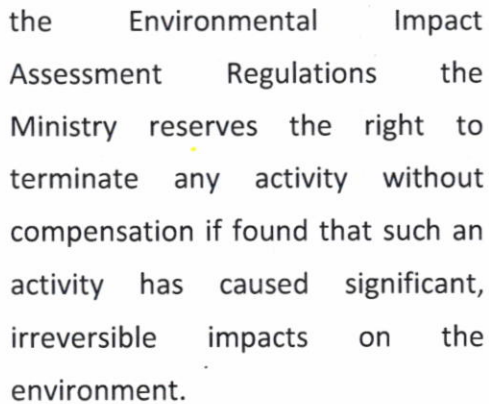 the Environmental Impact
Assessment Regulations the
Ministry reserves the right to
terminate any activity without
compensation if found that such an
activity has caused significant,
irreversible impacts on the
environment.